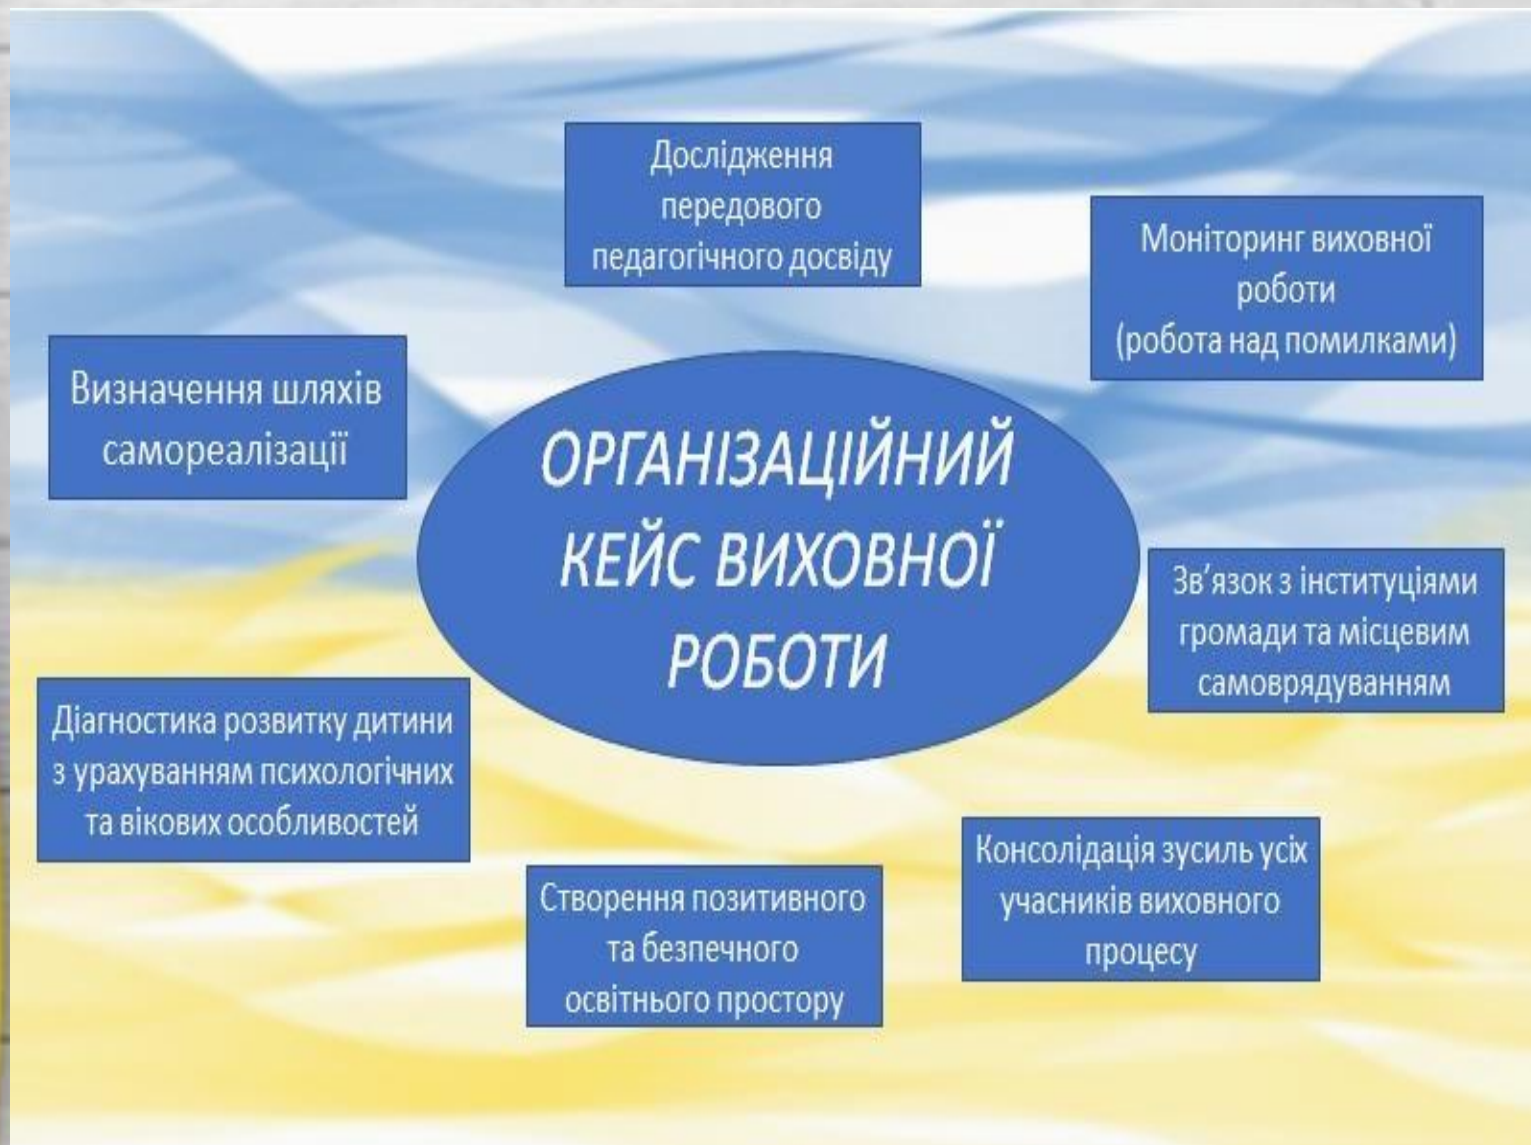 Дослідження
передового
педагогічного досвіду
Моніторинг виховної
роботи
(робота над помилками)
Визначення шляхів
самореалізації
ОРГАНІЗАЦІЙНИЙ
КЕЙС ВИХОВНОЇ
РОБОТИ
Зв’язок з інституціями
громади та місцевим
самоврядуванням
Діагностика розвитку дитини
з урахуванням психологічних
та вікових особливостей
Консолідація зусиль усіх
учасників виховного
процесу
Створення позитивного
та безпечного
освітнього простору